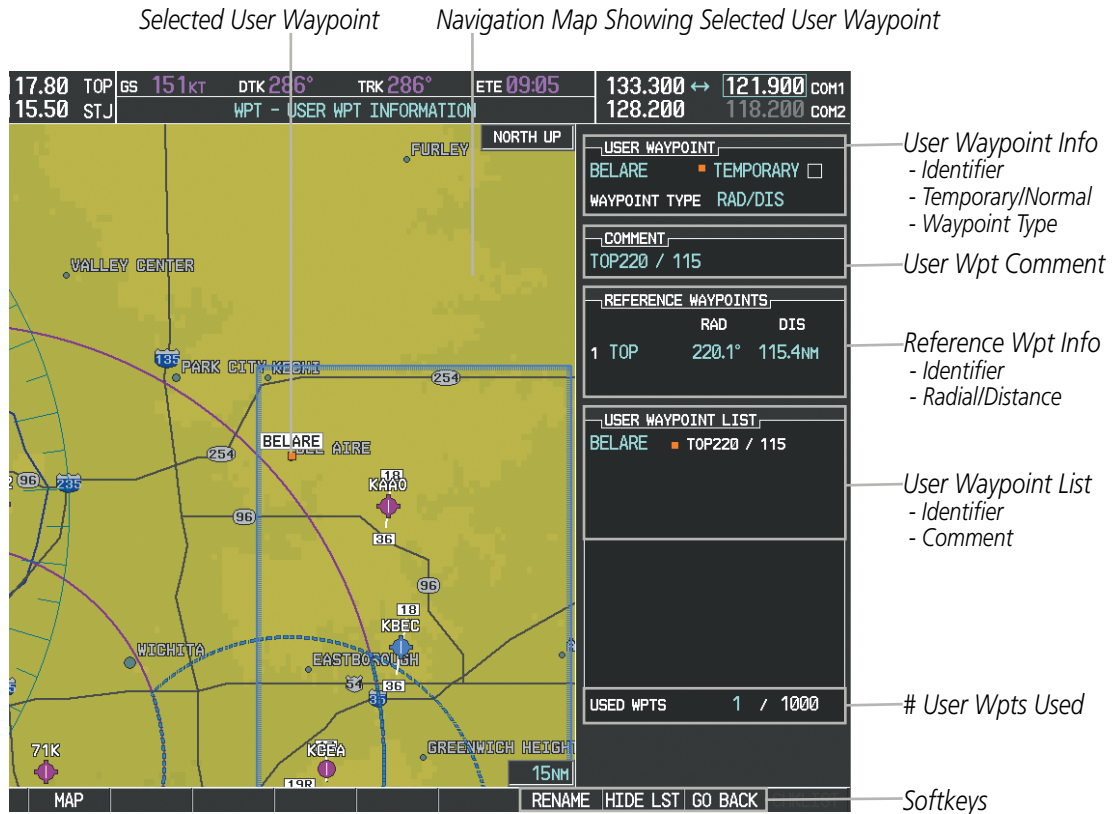 Selected User Waypoint
Navigation Map Showing Selected User Waypoint
17.80 TOP GS 151KT DTK 286° TRK 286° ETE 09:05 133.300 ↔ 121.900 COM1
15.50 STJ WPT - USER WPT INFORMATION 128.200 118.200 COM2
NORTH UP
FURLEY
VALLEY CENTER
135
PARK CITY KECHI
254
BELARE
BEL AIRE
254
96
235
18
KAAO
96
36
96
18
KBEC
WICHITA
EASTBOROUGH
54
36
35
71K
KCEA
GREENWICH HEIGH
19R
15NM
USER WAYPOINT
BELARE TEMPORARY
WAYPOINT TYPE RAD/DIS
COMMENT
TOP220 / 115
REFERENCE WAYPOINTS
RAD DIS
1 TOP 220.1° 115.4NM
USER WAYPOINT LIST
BELARE TOP220 / 115
USED WPTS 1 / 1000
MAP RENAME HIDE LST GO BACK CHKLIST
User Waypoint Info
- Identifier
- Temporary/Normal
- Waypoint Type
User Wpt Comment
Reference Wpt Info
- Identifier
- Radial/Distance
User Waypoint List
- Identifier
- Comment
# User Wpts Used
Softkeys